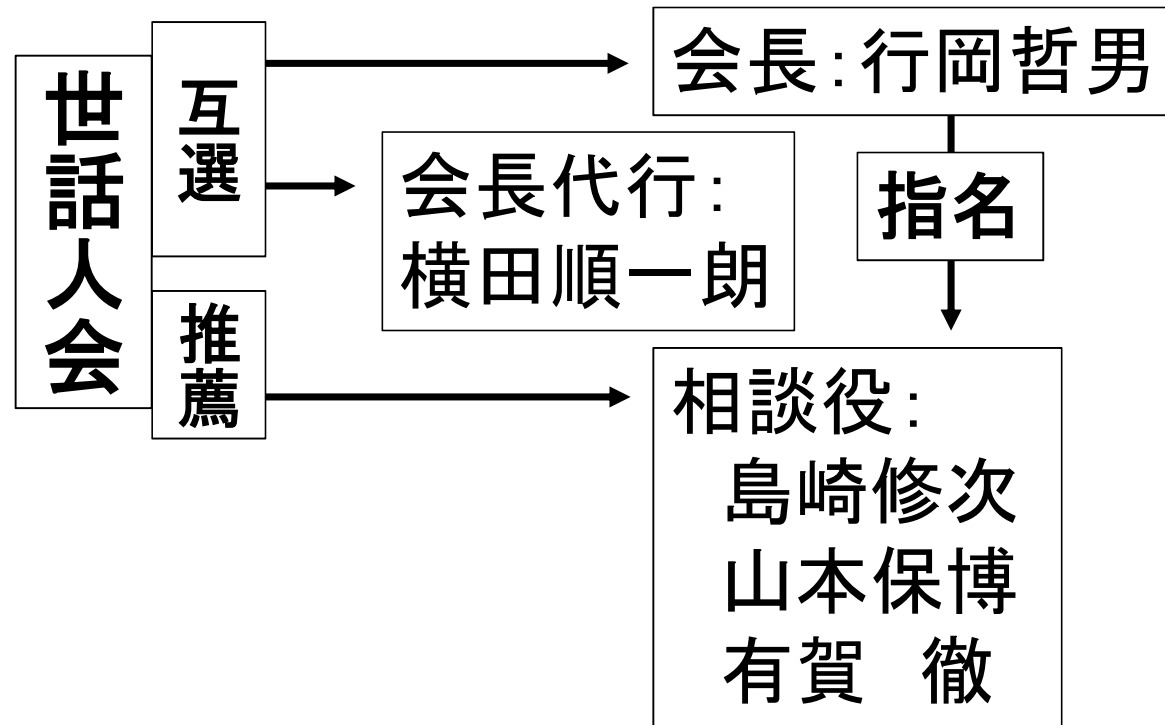 世話人会
互選
推薦
会長：行岡哲男
会長代行：
横田順一朗
指名
相談役：
島崎修次
山本保博
有賀　徹